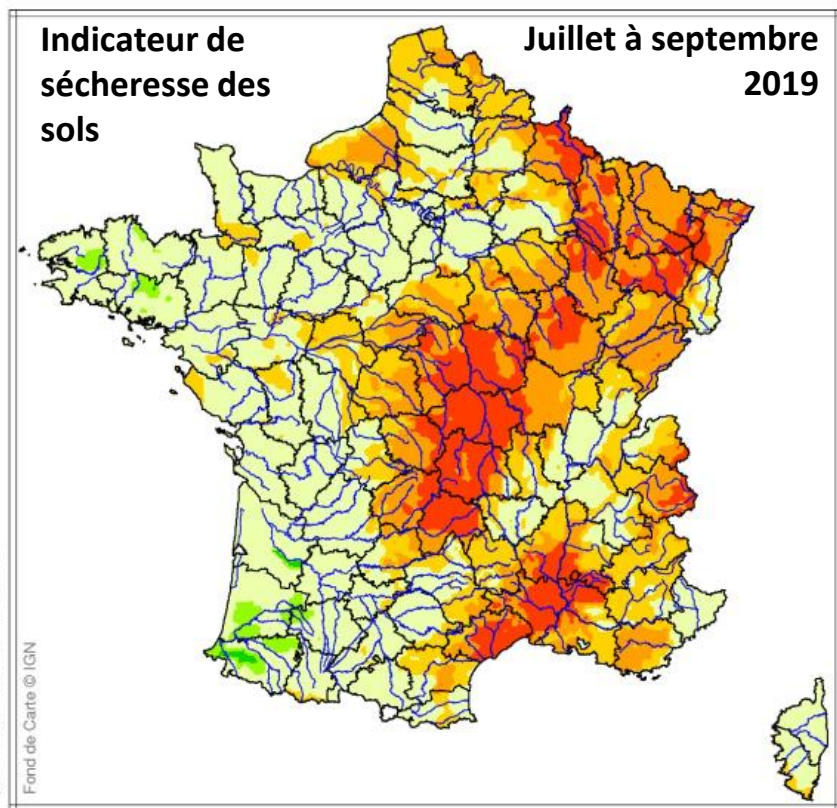 Indicateur de
sécheresse des
sols
Juillet à septembre
2019
Fond de Carte © IGN